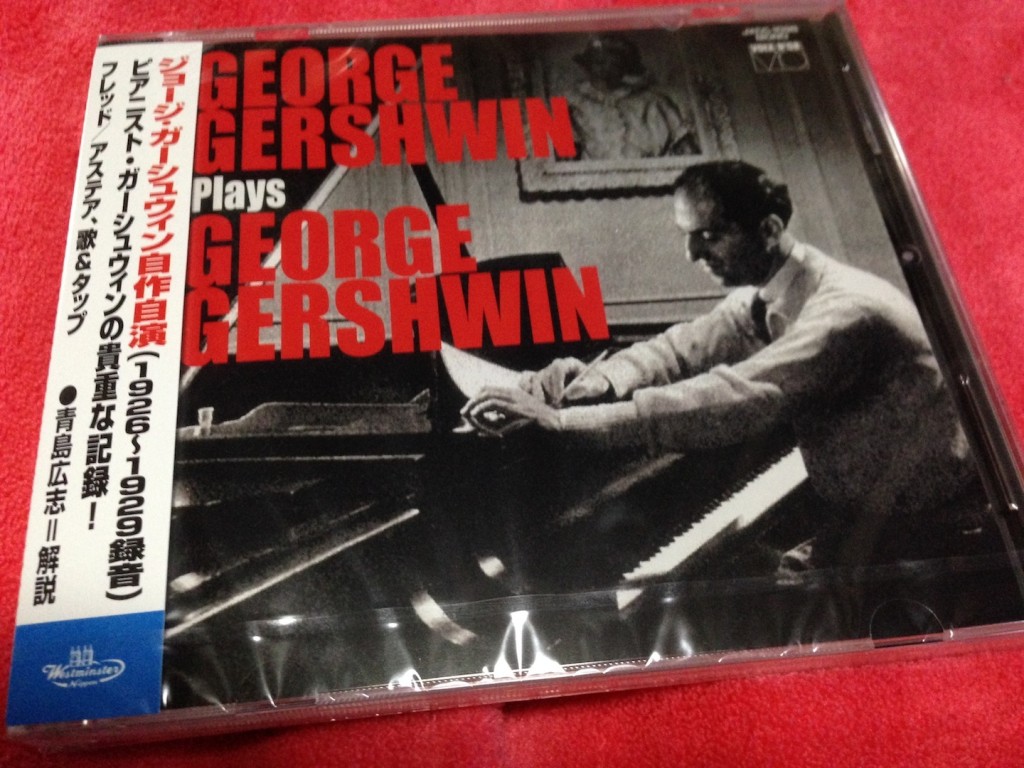 GEORGE
GERSHWIN
Plays
GEORGE
GERSHWIN
ジョージ・ガーシュウィン自作自演(1926〜1929録音)
ピアニスト・ガーシュウィンの貴重な記録!
フレッド/アステア、歌&タップ
●青島広志=解説
Westminster
Nippon